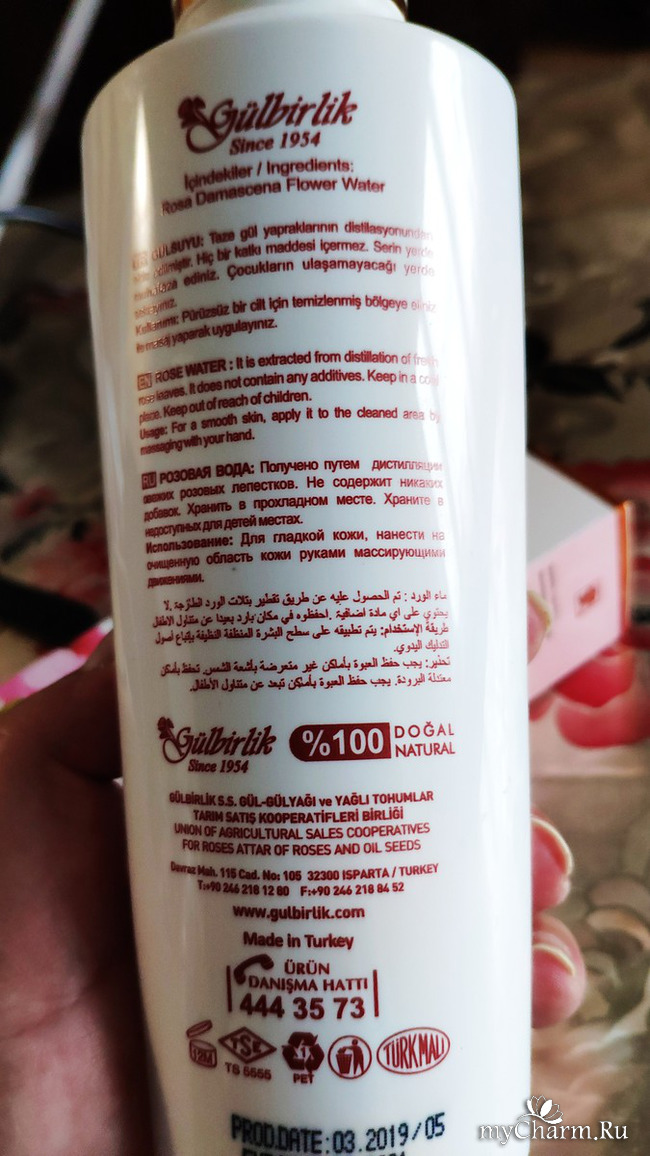 Gülbirlik
Since 1954
İçindekiler / Ingredients:
Rosa Damascena Flower Water
GÜLSUYU: Taze gül yapraklarının distilasyonundan
edilmiştir. Hiç bir katkı maddesi içermez. Serin yerde
muhafaza ediniz. Çocukların ulaşamayacağı yerde
Kullanımı: Pürüzsüz bir cilt için temizlenmiş bölgeye eliniz
ile masaj yaparak uygulayınız.
EN ROSE WATER : It is extracted from distillation of fresh
rose leaves. It does not contain any additives. Keep in a cool
place. Keep out of reach of children.
Usage: For a smooth skin, apply it to the cleaned area by
massaging with your hand.
RU РОЗОВАЯ ВОДА: Получено путем дистилляции
свежих розовых лепестков. Не содержит никаких
добавок. Хранить в прохладном месте. Храните в
недоступных для детей местах.
Использование: Для гладкой кожи, нанести на
очищенную область кожи руками массирующими
движениями.
ماء الورد : تم الحصول عليه عن طريق تقطير بتلات الورد الطازجة .لا
يحتوي على اي مادة اضافية .احفظوه في مكان بارد بعيدا عن متناول الاطفال
طريقة الإستخدام: يتم تطبيقه على سطح البشرة المنظفة النظيفة بإتباع أصول
التدليك اليدوي.
تحذير: يجب حفظ العبوة بأماكن غير متعرضة بأشعة الشمس. تحفظ بأماكن
معتدلة البرودة. يجب حفظ العبوة بأماكن تبعد عن متناول الأطفال.
Gülbirlik
Since 1954
%100 DOĞAL
NATURAL
GÜLBİRLİK S.S. GÜL-GÜLYAĞI ve YAĞLI TOHUMLAR
TARIM SATIŞ KOOPERATİFLERİ BİRLİĞİ
UNION OF AGRICULTURAL SALES COOPERATIVES
FOR ROSES ATTAR OF ROSES AND OIL SEEDS
Davraz Mah. 115 Cad. No: 105 32300 ISPARTA / TURKEY
T:+90 246 218 12 80 F:+90 246 218 84 52
www.gulbirlik.com
Made in Turkey
ÜRÜN
DANIŞMA HATTI
444 35 73
12M
TSE
TS 5555
1
PET
TÜRK MALI
PROD.DATE:03.2019/05
myCharm.Ru